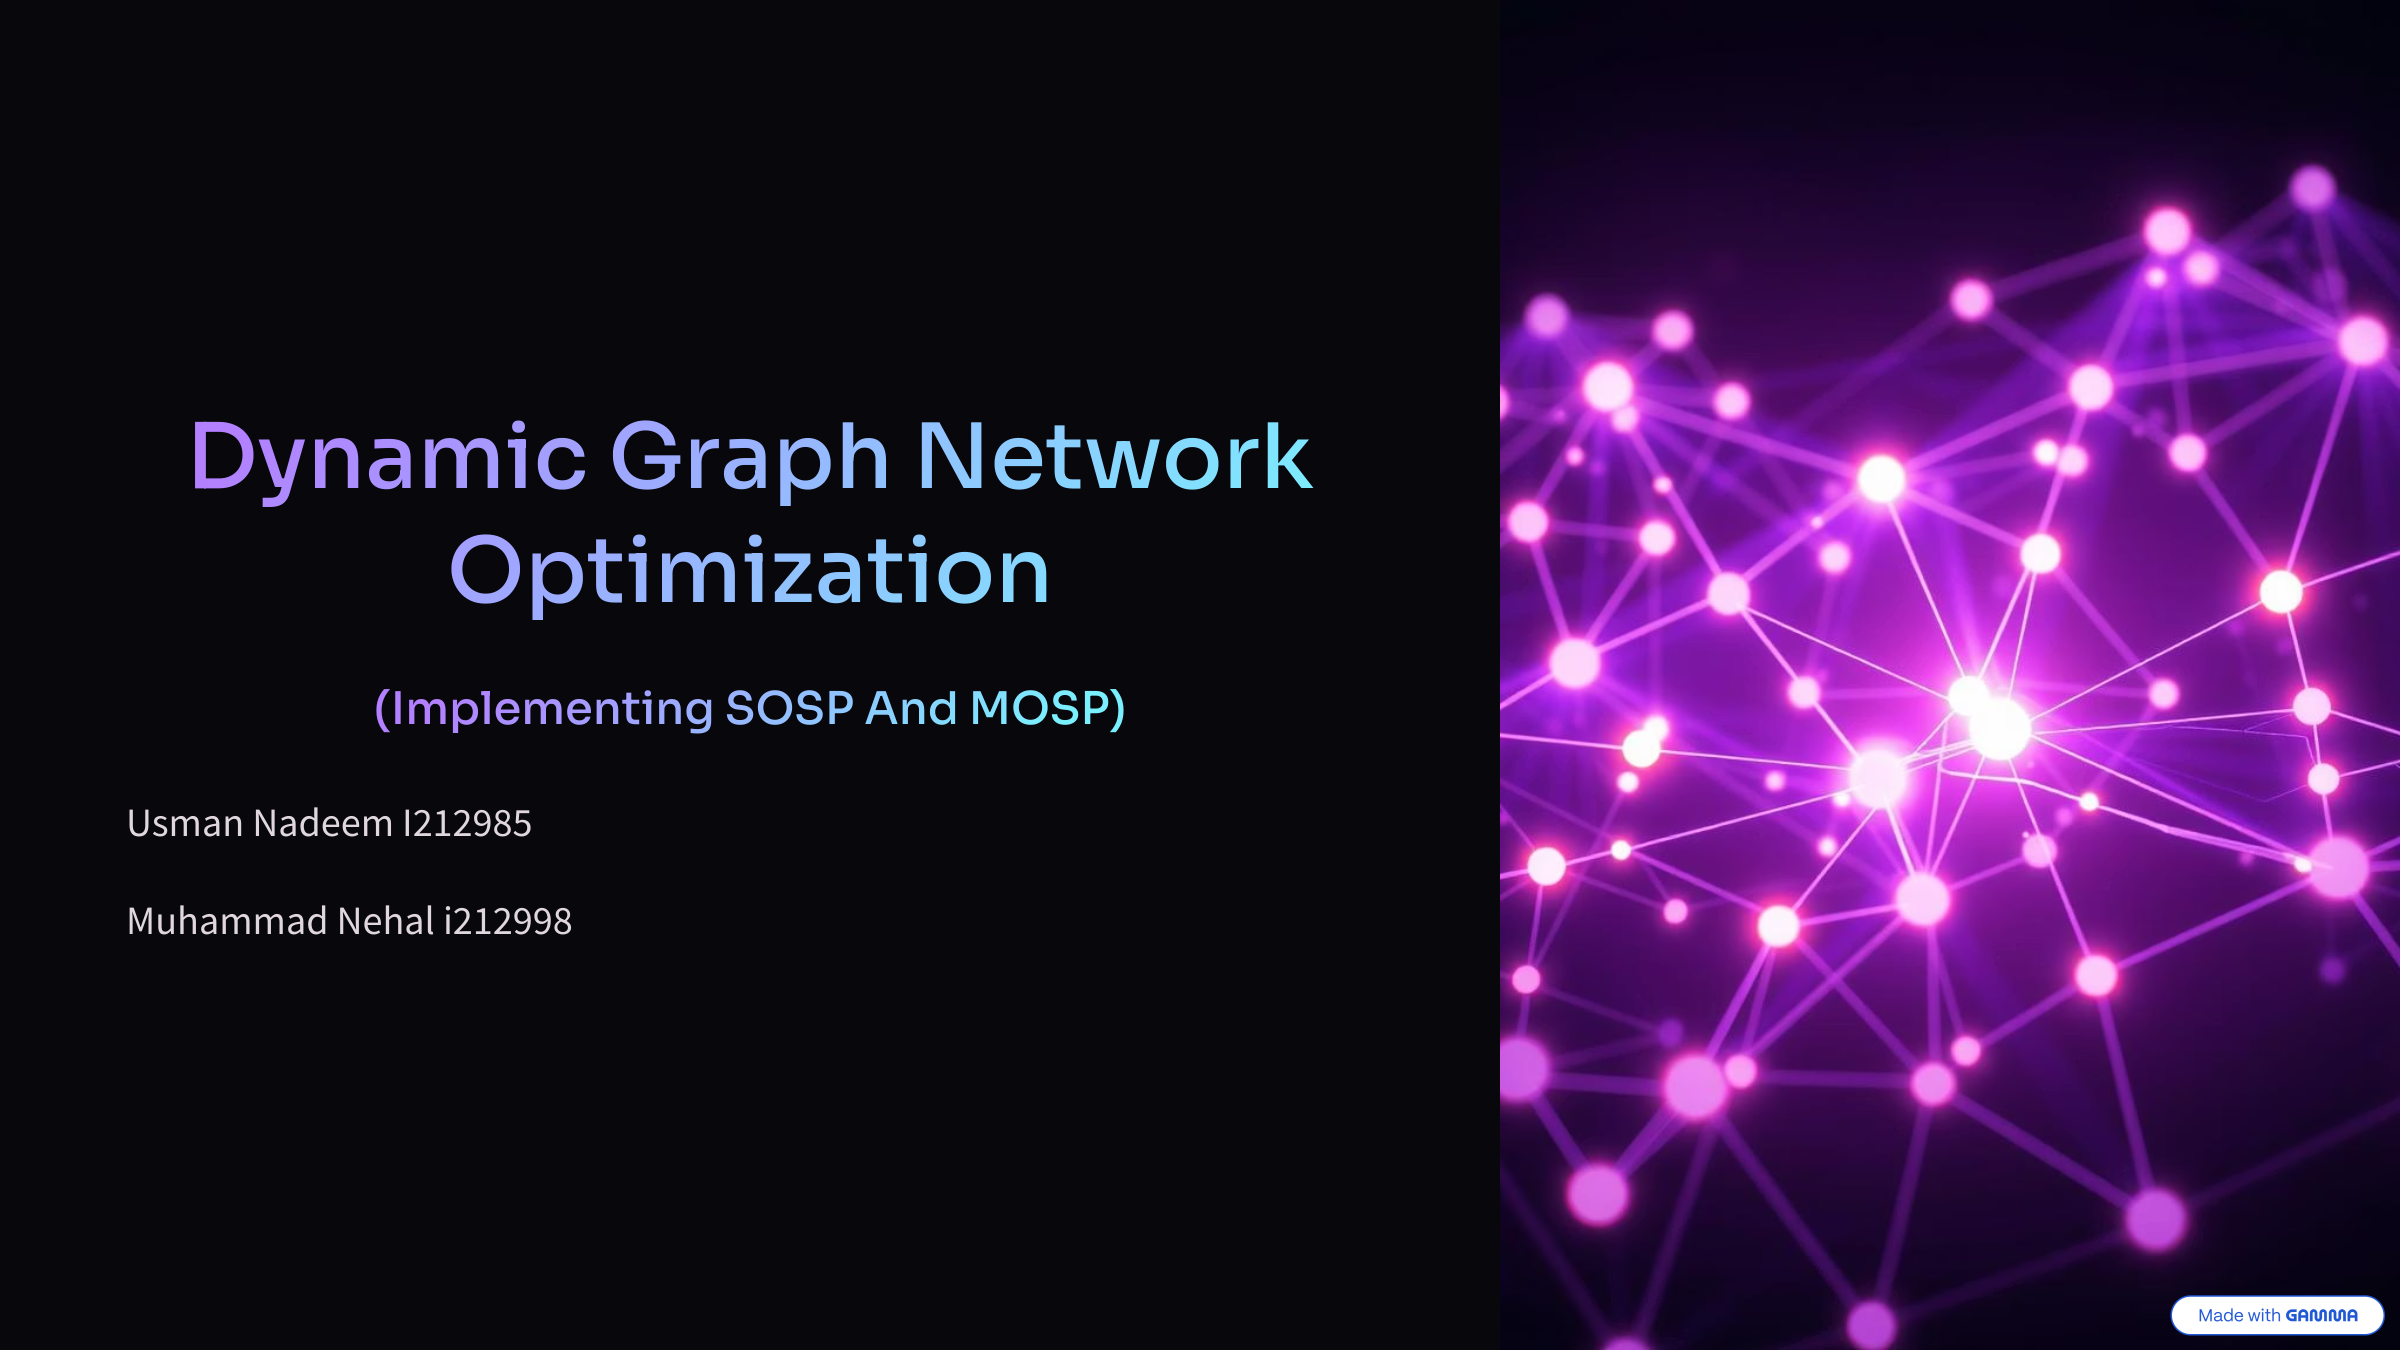 Dynamic Graph Network
Optimization
(Implementing SOSP And MOSP)
Usman Nadeem I212985
Muhammad Nehal i212998
Made with GAMMA